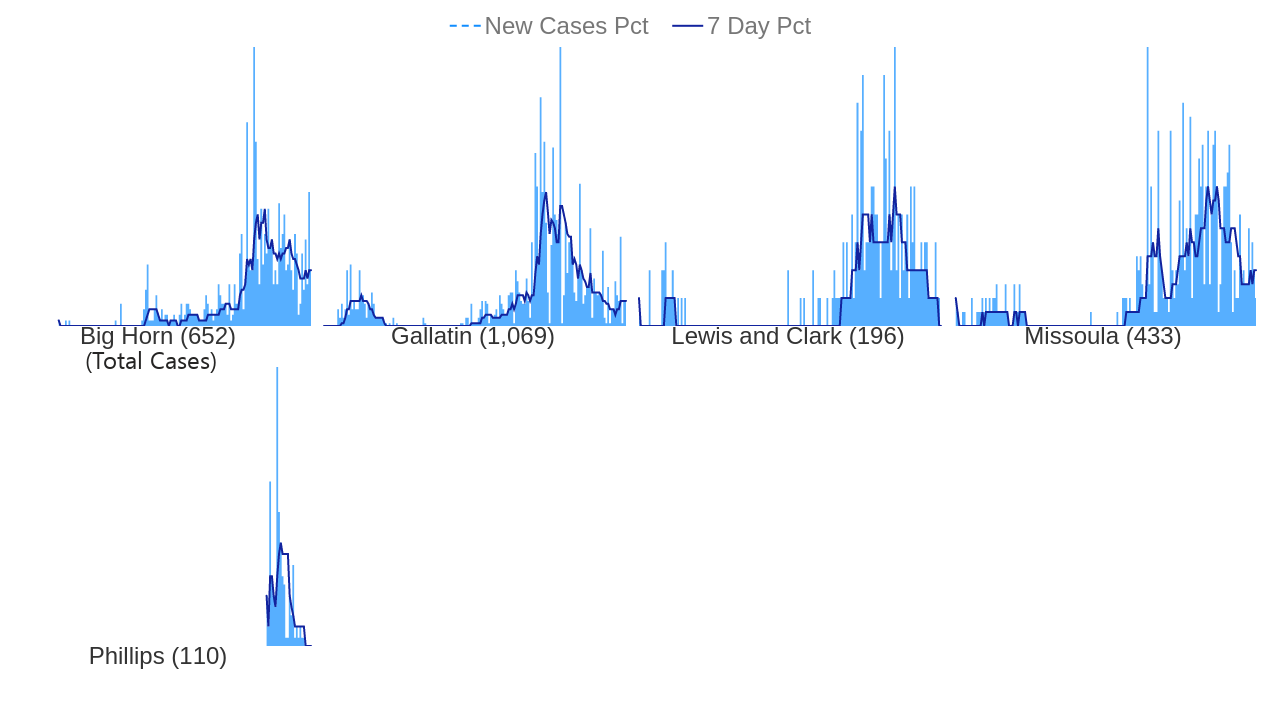 New Cases Pct 7 Day Pct
Big Horn (652) Gallatin (1,069) Lewis and Clark (196) Missoula (433)
(Total Cases)
Phillips (110)